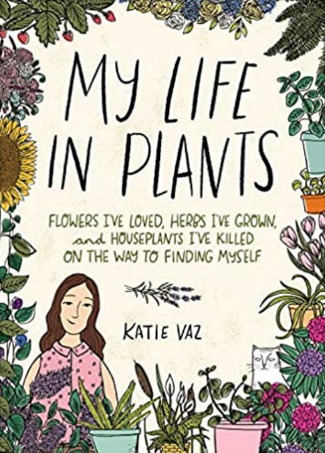 MY LIFE
IN PLANTS
FLOWERS I'VE LOVED, HERBS I'VE GROWN,
and HOUSEPLANTS I'VE KILLED
ON THE WAY TO FINDING MYSELF
KATIE VAZ